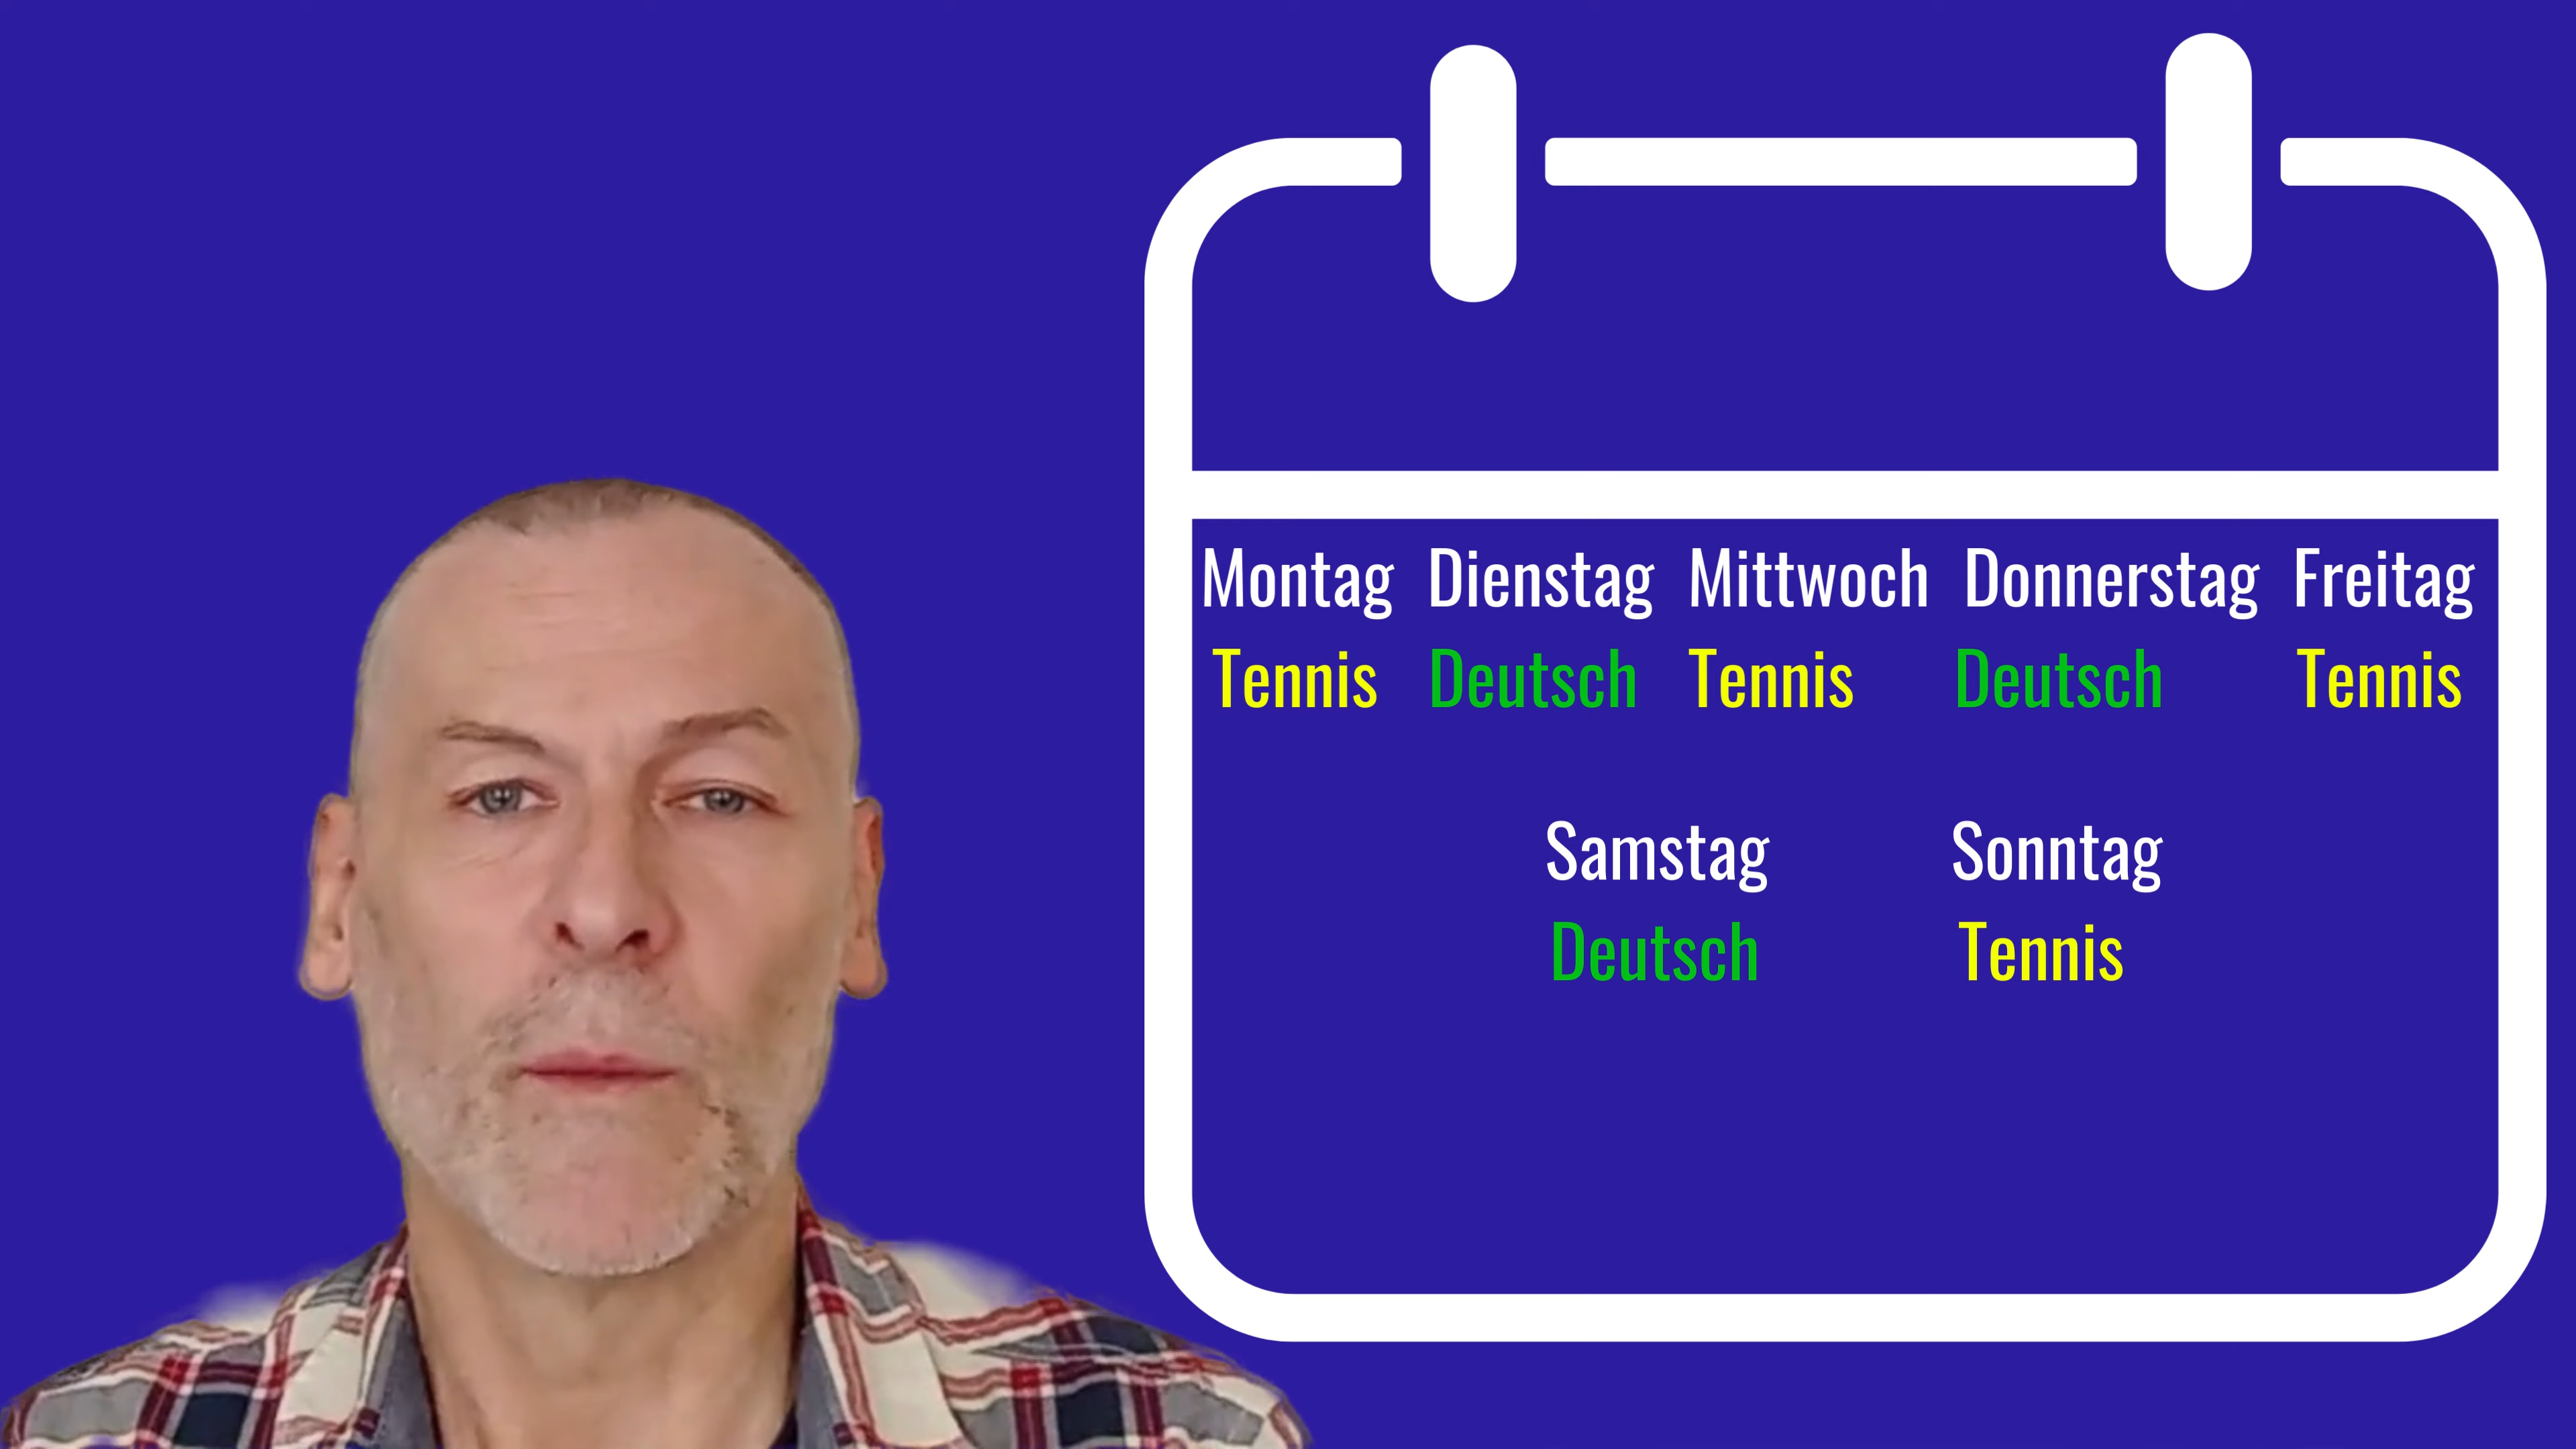 Montag Dienstag Mittwoch Donnerstag Freitag
Tennis Deutsch Tennis Deutsch Tennis
Samstag Sonntag
Deutsch Tennis